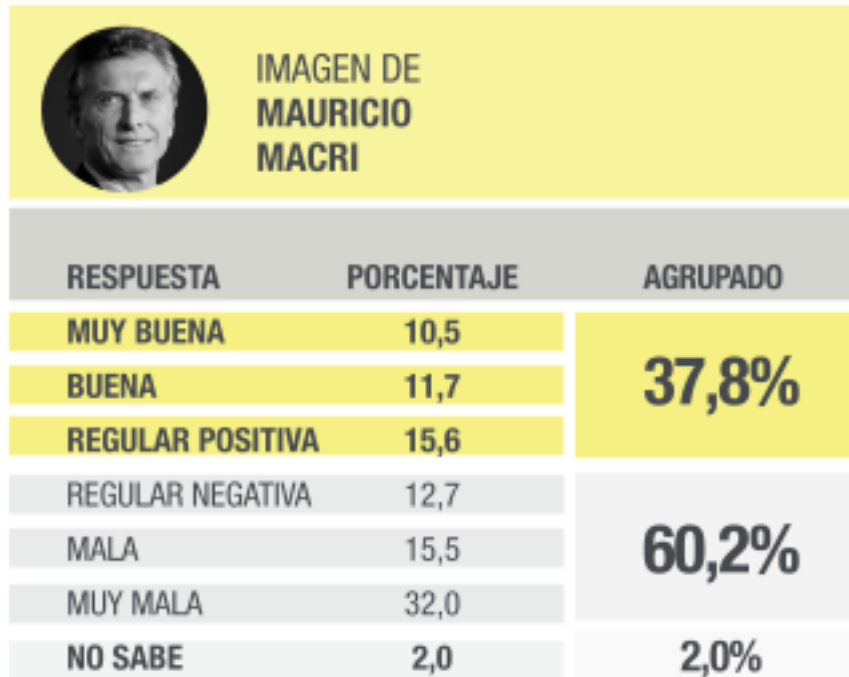 IMAGEN DE
MAURICIO
MACRI
RESPUESTA PORCENTAJE AGRUPADO
MUY BUENA 10,5
BUENA 11,7
37,8%
REGULAR POSITIVA 15,6
REGULAR NEGATIVA 12,7
MALA 15,5
60,2%
MUY MALA 32,0
NO SABE 2,0 2,0%